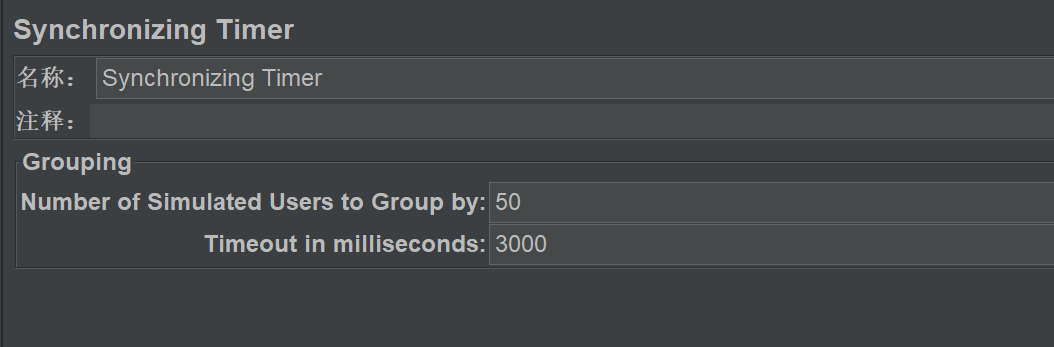 Synchronizing Timer
名称： Synchronizing Timer
注释：
Grouping
Number of Simulated Users to Group by: 50
Timeout in milliseconds: 3000